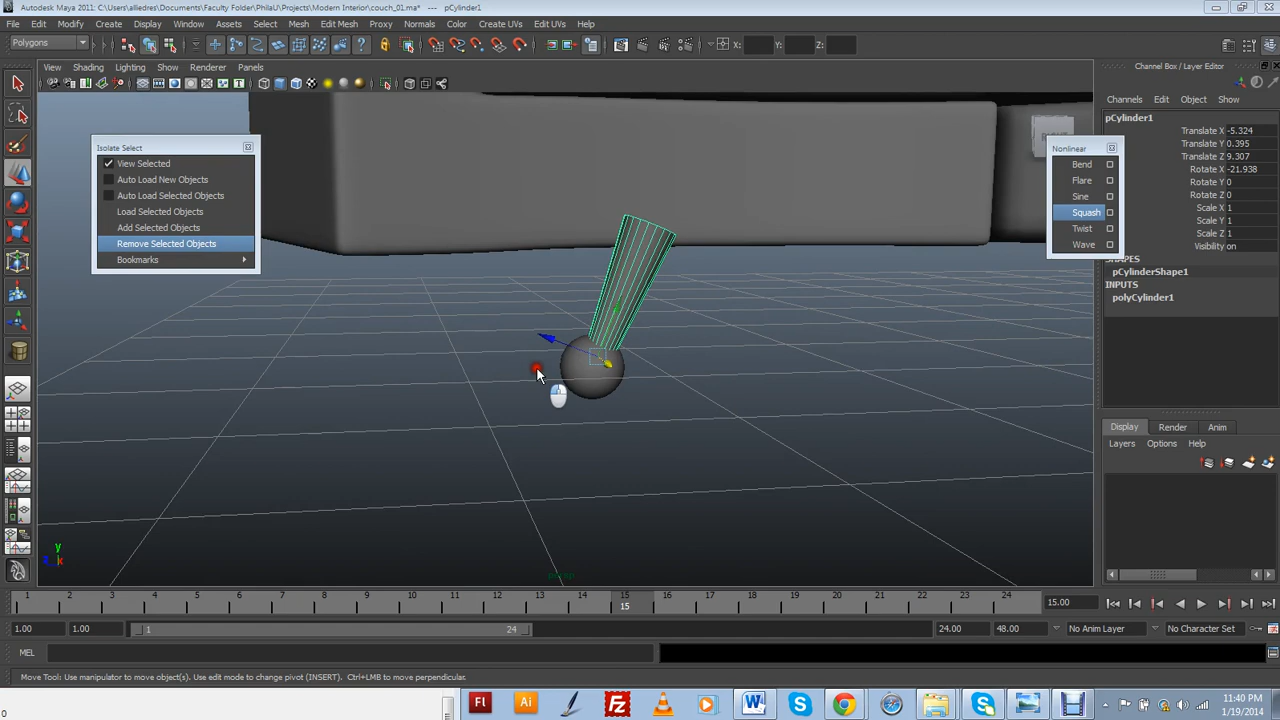 Autodesk Maya 2011: c:\Users\alledres\Documents\Faculty Folder\PhilaU\Projects\Modern Interior\couch_01.ma* --- pCylinder1
File Edit Modify Create Display Window Assets Select Mesh Edit Mesh Proxy Normals Color Create UVs Edit UVs Help
Polygons X: Y: Z:
View Shading Lighting Show Renderer Panels
Channel Box / Layer Editor
Channels Edit Object Show
pCylinder1
Translate X -5.324
Translate Y 0.395
Translate Z 9.307
Rotate X -21.938
Rotate Y 0
Rotate Z 0
Scale X 1
Scale Y 1
Scale Z 1
Visibility on
SHAPES
pCylinderShape1
INPUTS
polyCylinder1
Isolate Select
View Selected
Auto Load New Objects
Auto Load Selected Objects
Load Selected Objects
Add Selected Objects
Remove Selected Objects
Bookmarks
Nonlinear
Bend
Flare
Sine
Squash
Twist
Wave
Display Render Anim
Layers Options Help
y
persp
1 2 3 4 5 6 7 8 9 10 11 12 13 14 15 16 17 18 19 20 21 22 23 24
15
15.00
1.00 1.00 1 24 24.00 48.00 No Anim Layer No Character Set
MEL
Move Tool: Use manipulator to move object(s). Use edit mode to change pivot (INSERT). Ctrl+LMB to move perpendicular.
0
11:40 PM
1/19/2014